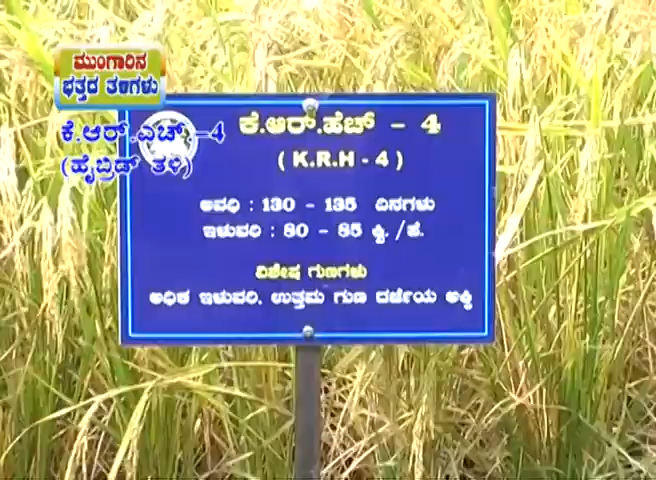 ಮುಂಗಾರಿನ
ಭತ್ತದ ತಳಿಗಳು
ಕೆ.ಆರ್.ಎಚ್.-4
(ಹೈಬ್ರಿಡ್ ತಳಿ)
ಕೆ.ಆರ್.ಹೆಚ್ - 4
( K.R.H - 4 )
ಅವಧಿ : 130 - 135 ದಿನಗಳು
ಇಳುವರಿ : 80 - 85 ಕ್ವಿ./ಹೆ.
ವಿಶೇಷ ಗುಣಗಳು
ಅಧಿಕ ಇಳುವರಿ, ಉತ್ತಮ ಗುಣ ದರ್ಜೆಯ ಅಕ್ಕಿ